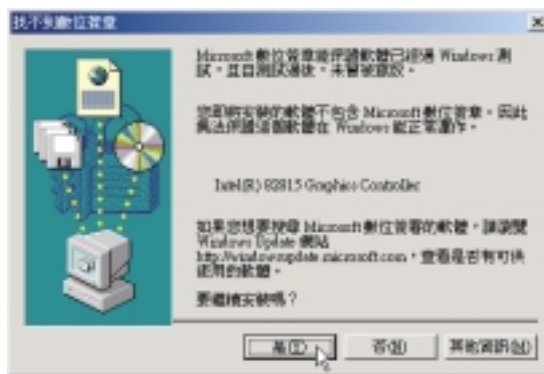 找不到數位簽章
Microsoft 數位簽章能保證軟體已經過 Windows 測
試，並自測試過後，未曾被竄改。
您即將安裝的軟體不包含 Microsoft 數位簽章。因此
無法保證這個軟體在 Windows 能正常運作。
Intel(R) 82815 Graphics Controller
如果您想要搜尋 Microsoft 數位簽署的軟體，請瀏覽
Windows Update 網站
http://windowsupdate.microsoft.com，查看是否有可供
使用的軟體。
要繼續安裝嗎？
是(Y)
否(N)
其他資訊(M)